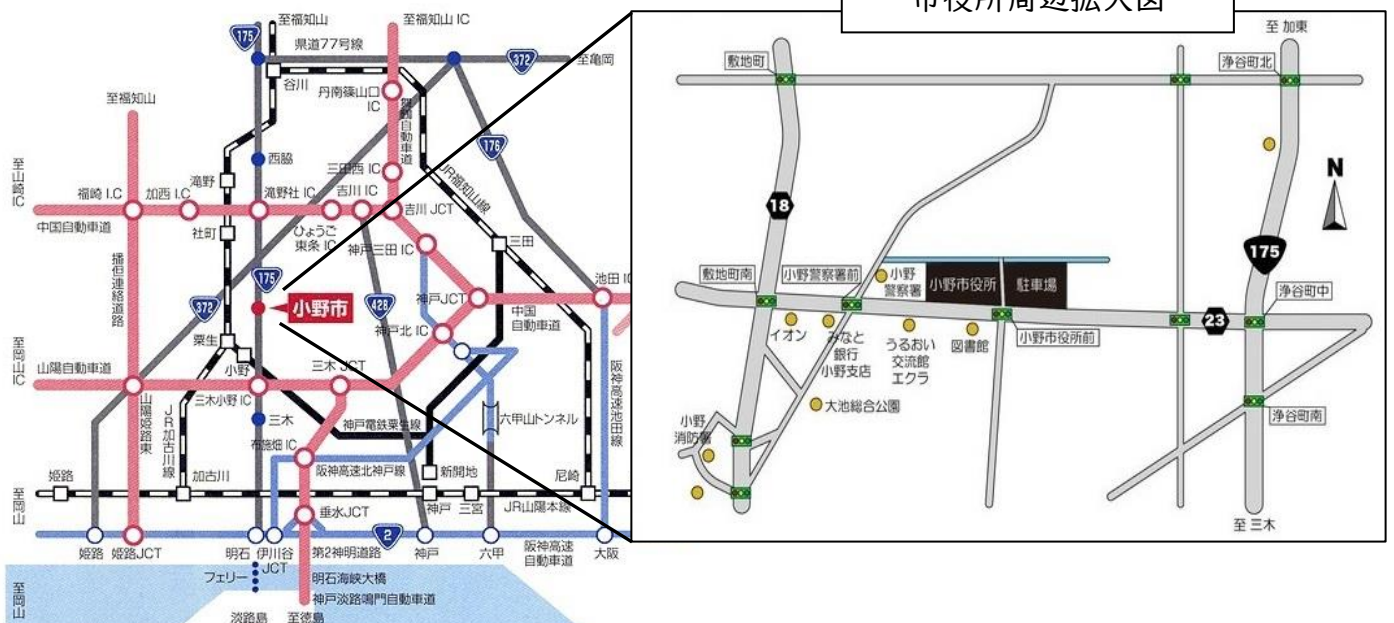 市役所周辺拡大図
至福知山
至福知山 IC
175
県道77号線
372
至亀岡
谷川
丹南篠山口
IC
舞鶴自動車道
至福知山
176
西脇
三田西 IC
JR福知山線
至山崎IC
滝野
福崎 I.C
加西 I.C
滝野社 IC
吉川 IC
吉川 JCT
中国自動車道
社町
ひょうご
東条 IC
神戸三田 IC
三田
播但連絡道路
175
池田 IC
372
小野市
428
神戸JCT
中国
自動車道
神戸北 IC
粟生
小野
至岡山IC
山陽自動車道
三木 JCT
三木小野 IC
阪神高速池田線
山陽姫路東
JR加古川線
三木
神戸電鉄粟生線
六甲山トンネル
布施畑 IC
阪神高速北神戸線
新開地
尼崎
姫路
加古川
至岡山
神戸
三宮
JR山陽本線
垂水JCT
2
姫路
姫路JCT
明石
伊川谷
JCT
第2神明道路
神戸
六甲
阪神高速
自動車道
大阪
フェリー
明石海峡大橋
至岡山
神戸淡路鳴門自動車道
淡路島
至徳島
至 加東
敷地町
浄谷町北
N
18
175
敷地町南
小野警察署前
小野
警察署
小野市役所
駐車場
浄谷町中
23
イオン
みなと
銀行
小野支店
うるおい
交流館
エクラ
図書館
小野市役所前
大池総合公園
小野
消防署
浄谷町南
至 三木